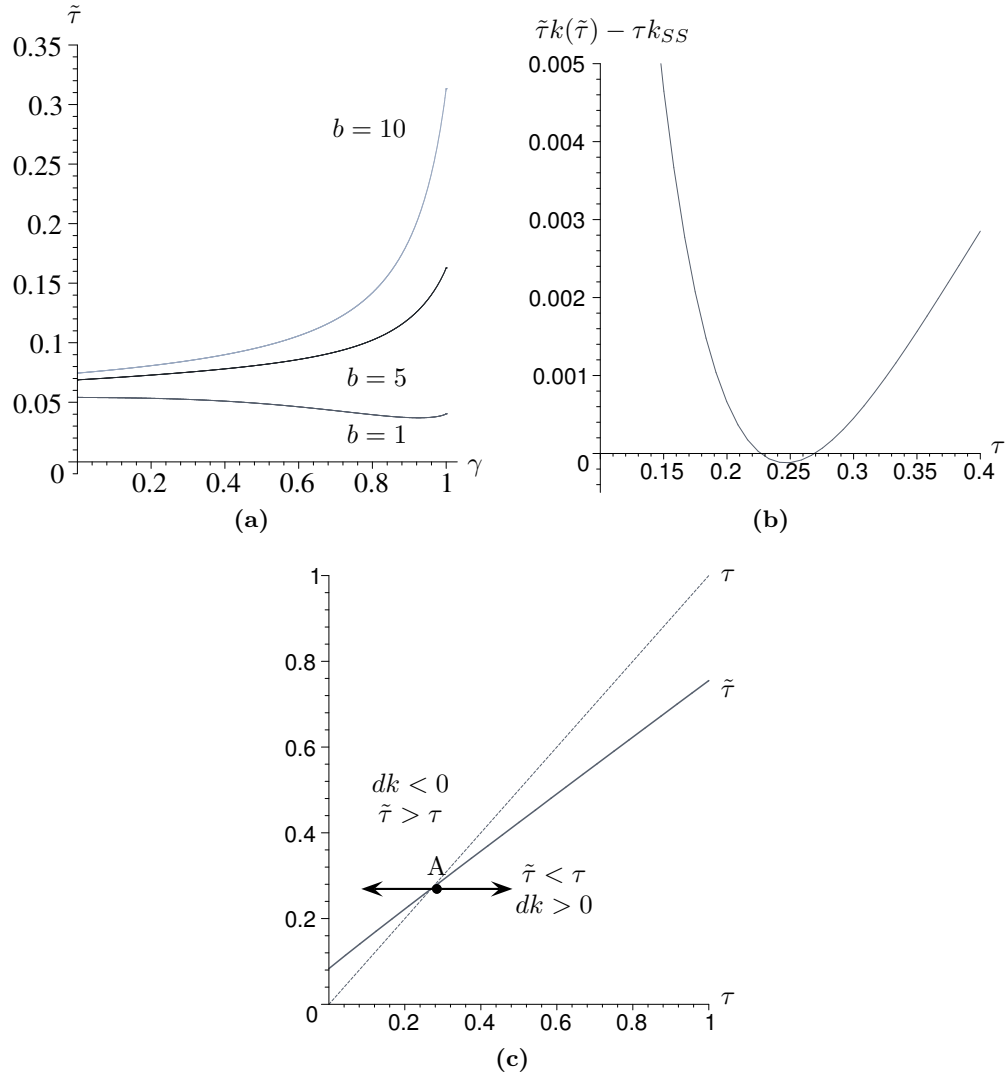 τ̃
0.35
0.3
0.25
0.2
0.15
0.1
0.05
0
b = 10
b = 5
b = 1
0.2 0.4 0.6 0.8 1 γ
(a)
τ̃k(τ̃) − τk_SS
0.005
0.004
0.003
0.002
0.001
0
0.15 0.2 0.25 0.3 0.35 0.4 τ
(b)
1
0.8
0.6
0.4
0.2
0
τ
τ̃
dk < 0
τ̃ > τ
A
τ̃ < τ
dk > 0
τ
0.2 0.4 0.6 0.8 1
(c)